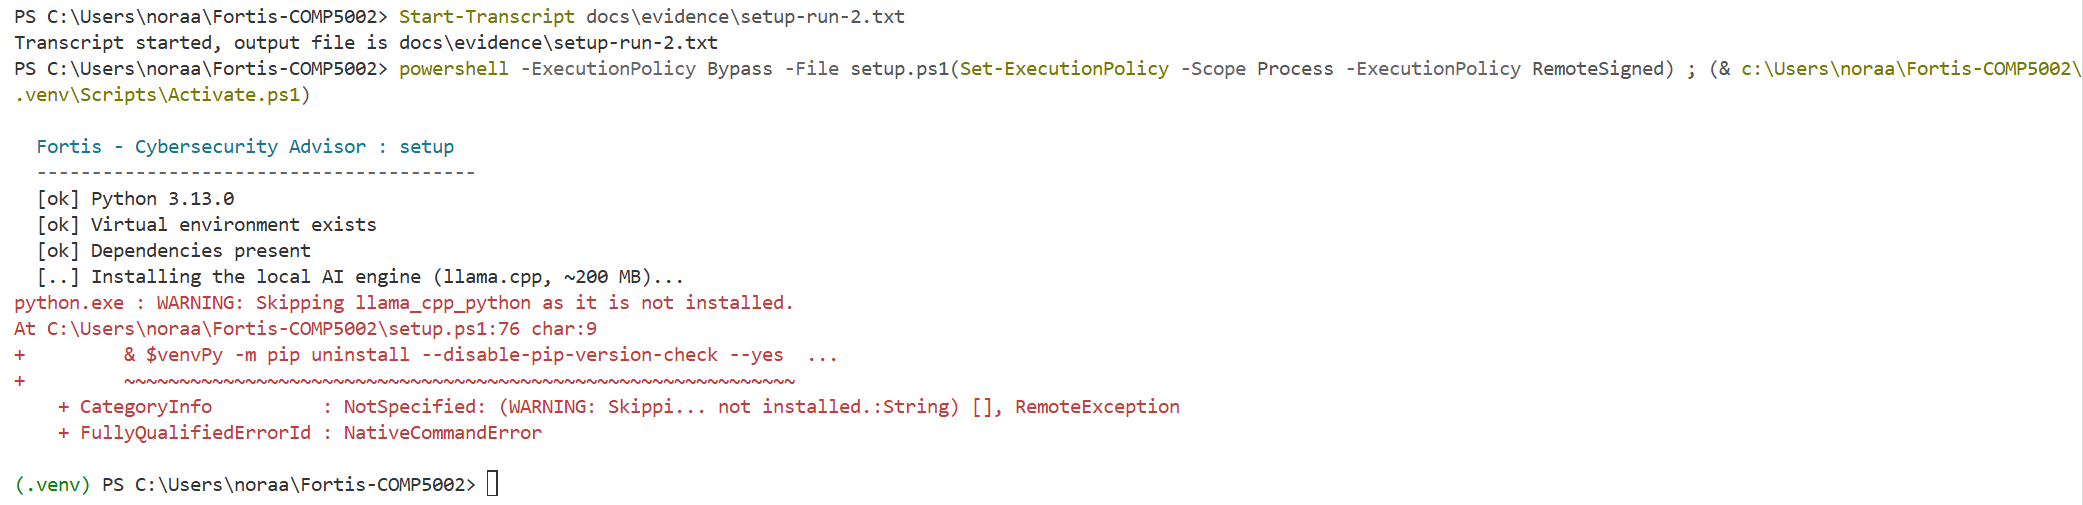 PS C:\Users\noraa\Fortis-COMP5002> Start-Transcript docs\evidence\setup-run-2.txt
Transcript started, output file is docs\evidence\setup-run-2.txt
PS C:\Users\noraa\Fortis-COMP5002> powershell -ExecutionPolicy Bypass -File setup.ps1(Set-ExecutionPolicy -Scope Process -ExecutionPolicy RemoteSigned) ; (& c:\Users\noraa\Fortis-COMP5002\
.venv\Scripts\Activate.ps1)

  Fortis - Cybersecurity Advisor : setup
  ----------------------------------------
  [ok] Python 3.13.0
  [ok] Virtual environment exists
  [ok] Dependencies present
  [..] Installing the local AI engine (llama.cpp, ~200 MB)...
python.exe : WARNING: Skipping llama_cpp_python as it is not installed.
At C:\Users\noraa\Fortis-COMP5002\setup.ps1:76 char:9
+         & $venvPy -m pip uninstall --disable-pip-version-check --yes  ...
+         ~~~~~~~~~~~~~~~~~~~~~~~~~~~~~~~~~~~~~~~~~~~~~~~~~~~~~~~~~~~~~
    + CategoryInfo          : NotSpecified: (WARNING: Skippi... not installed.:String) [], RemoteException
    + FullyQualifiedErrorId : NativeCommandError

(.venv) PS C:\Users\noraa\Fortis-COMP5002>